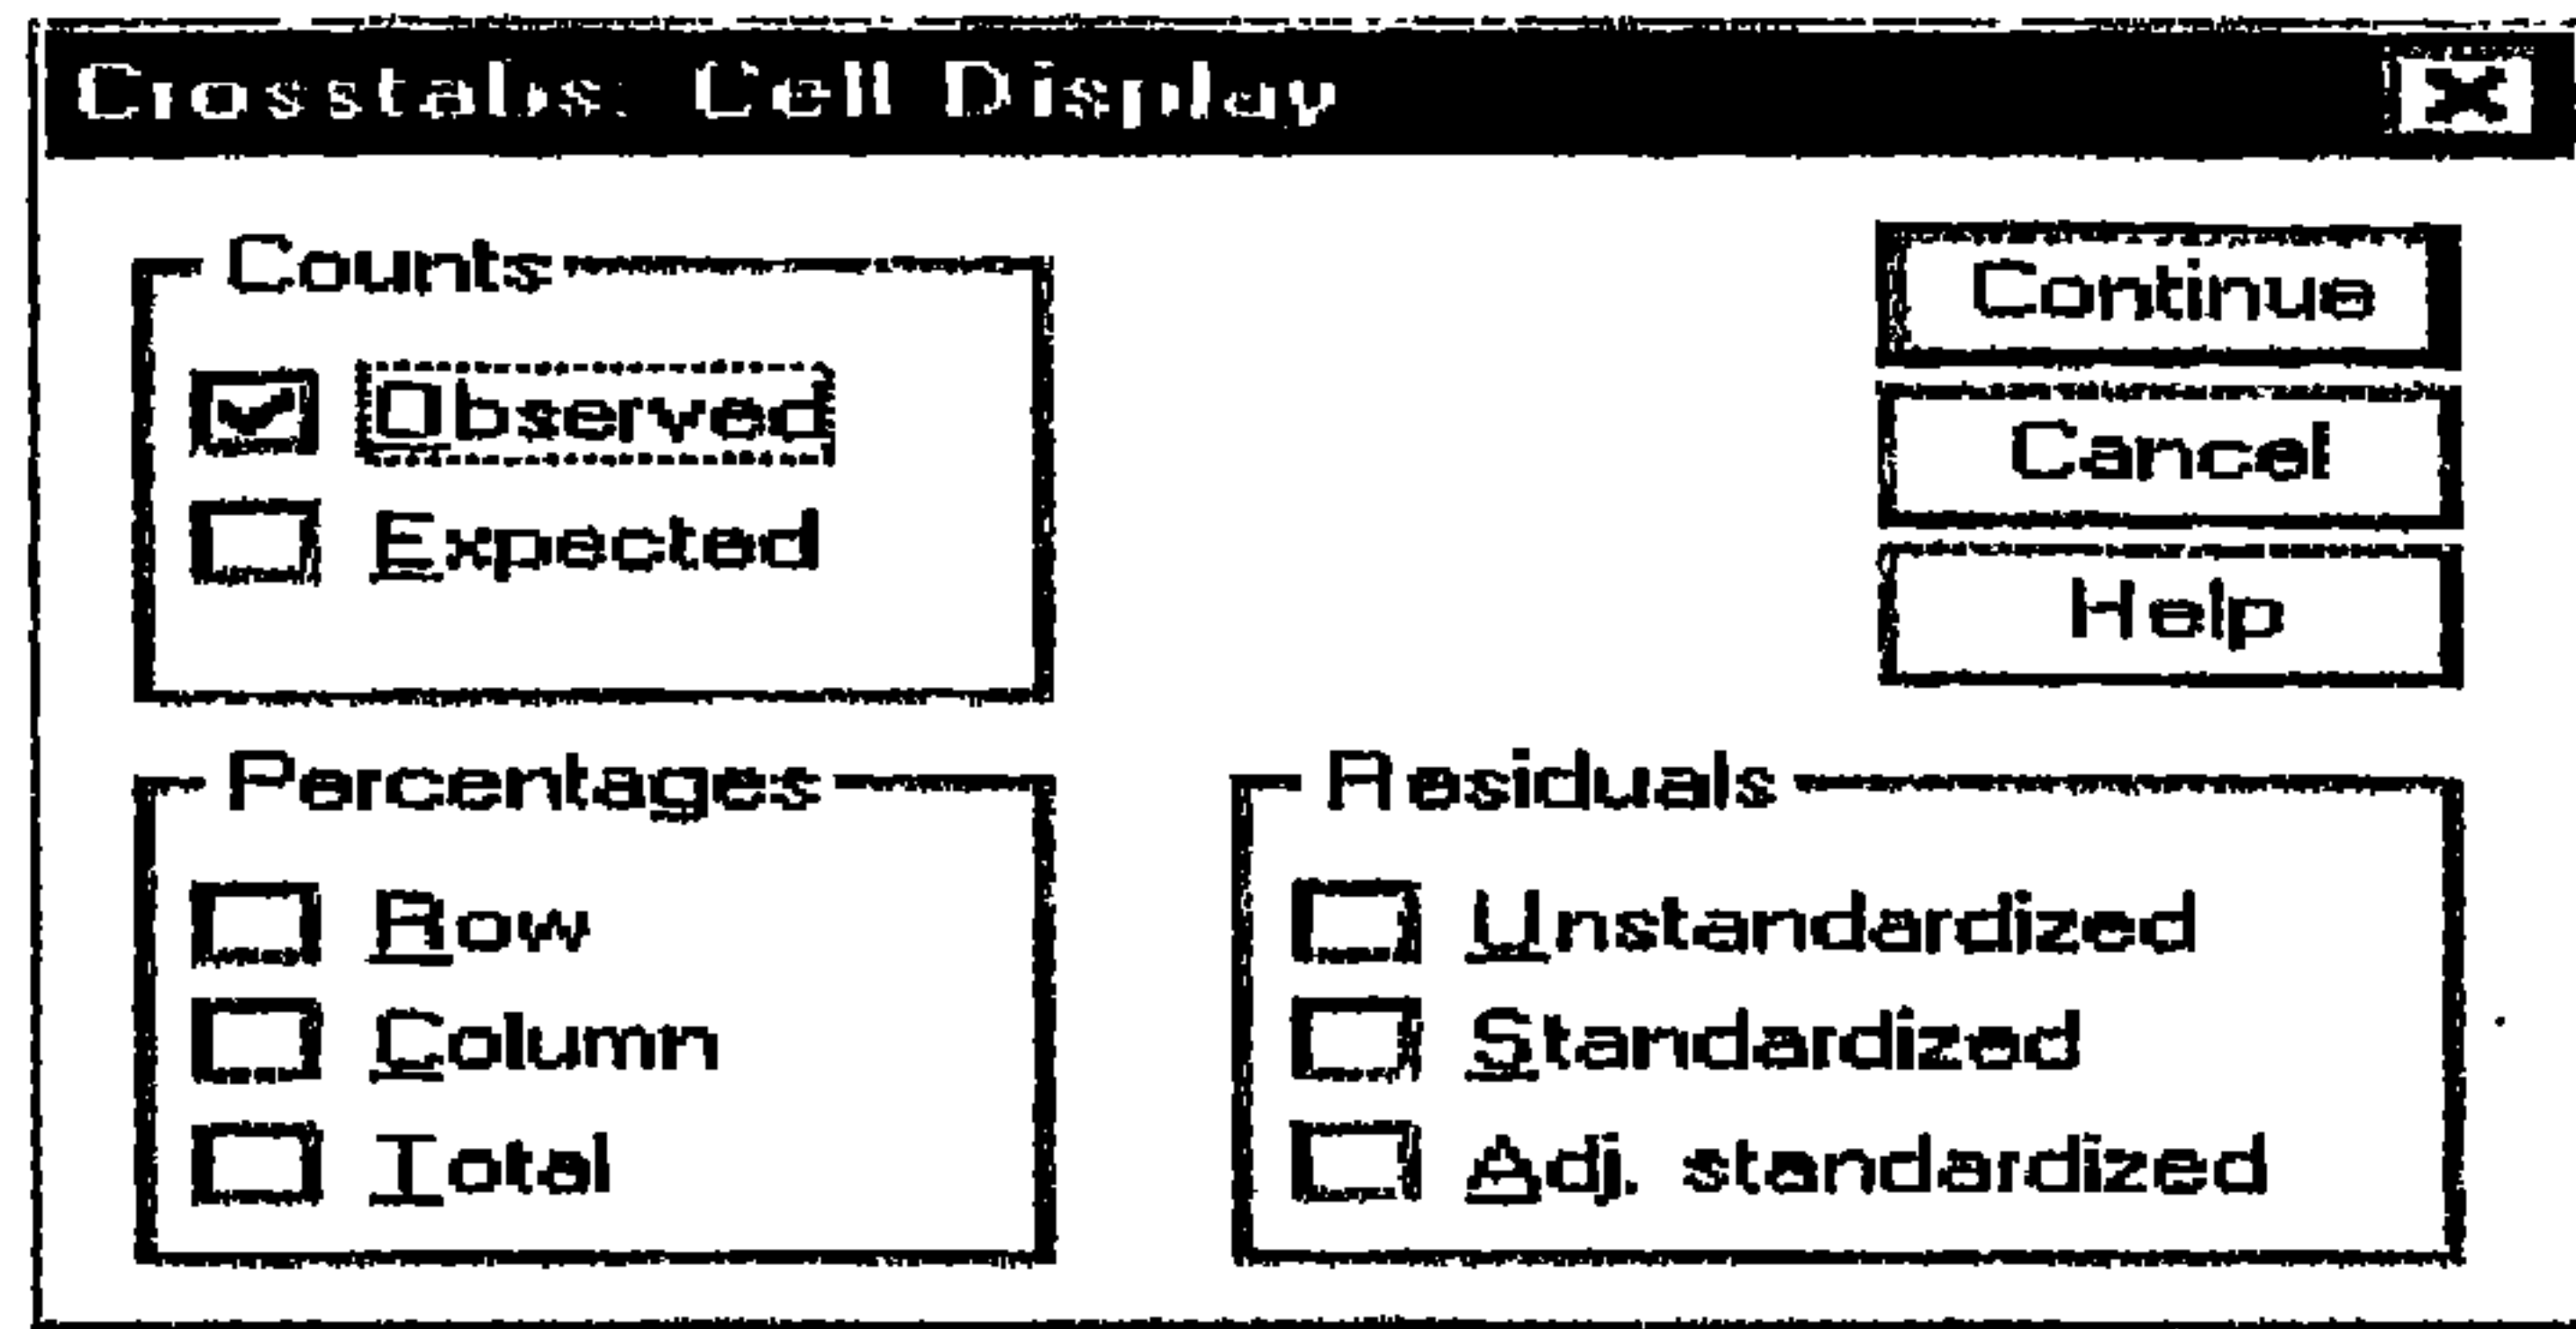 Crosstabs: Cell Display
Counts
Observed
Expected
Continue
Cancel
Help
Percentages
Row
Column
Total
Residuals
Unstandardized
Standardized
Adj. standardized